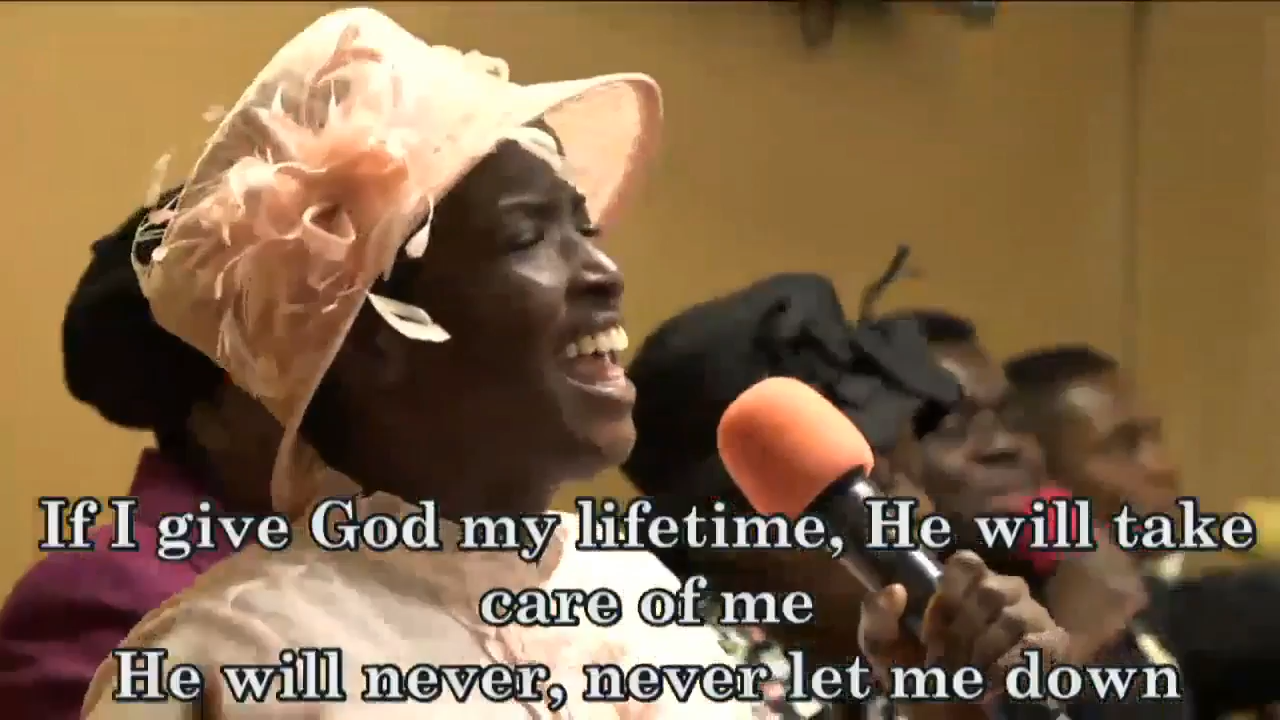 If I give God my lifetime, He will take
care of me
He will never, never let me down